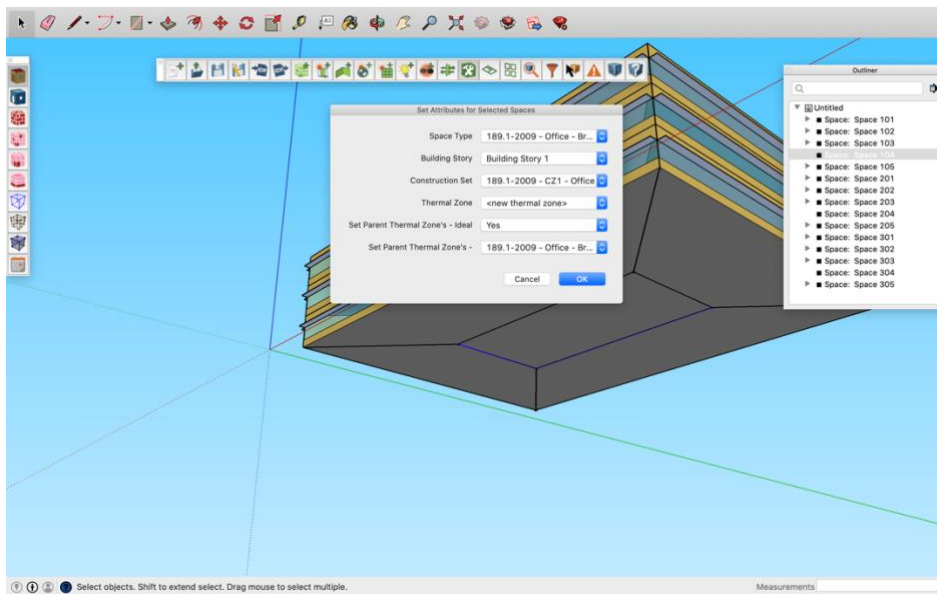 A1
Set Attributes for Selected Spaces
Space Type 189.1-2009 - Office - Br...
Building Story Building Story 1
Construction Set 189.1-2009 - CZ1 - Office
Thermal Zone <new thermal zone>
Set Parent Thermal Zone's - Ideal Yes
Set Parent Thermal Zone's - 189.1-2009 - Office - Br...
Cancel OK
Outliner
Untitled
Space: Space 101
Space: Space 102
Space: Space 103
Space: Space 104
Space: Space 105
Space: Space 201
Space: Space 202
Space: Space 203
Space: Space 204
Space: Space 205
Space: Space 301
Space: Space 302
Space: Space 303
Space: Space 304
Space: Space 305
Select objects. Shift to extend select. Drag mouse to select multiple.
Measurements